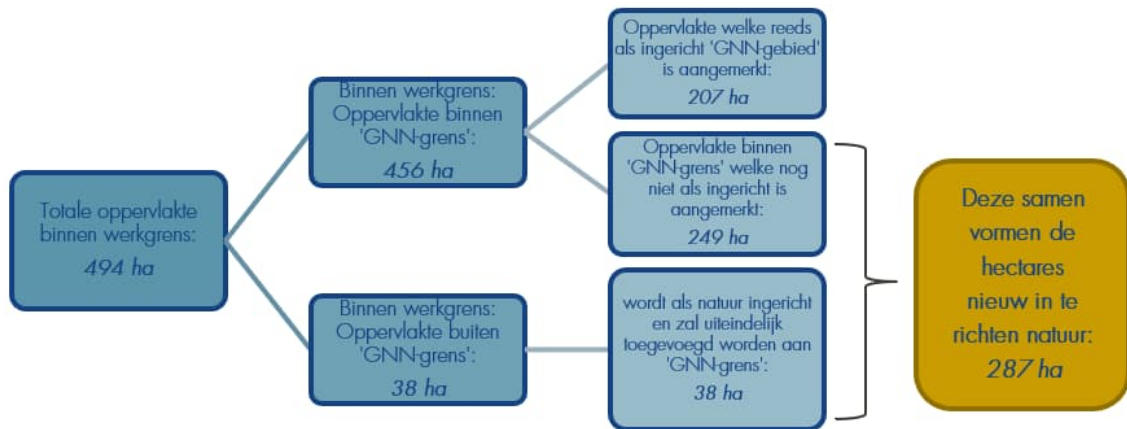 Totale oppervlakte
binnen werkgrens:
494 ha
Binnen werkgrens:
Oppervlakte binnen
'GNN-grens':
456 ha
Binnen werkgrens:
Oppervlakte buiten
'GNN-grens':
38 ha
Oppervlakte welke reeds
als ingericht 'GNN-gebied'
is aangemerkt:
207 ha
Oppervlakte binnen
'GNN-grens' welke nog
niet als ingericht is
aangemerkt:
249 ha
wordt als natuur ingericht
en zal uiteindelijk
toegevoegd worden aan
'GNN-grens':
38 ha
Deze samen
vormen de
hectares
nieuw in te
richten natuur:
287 ha